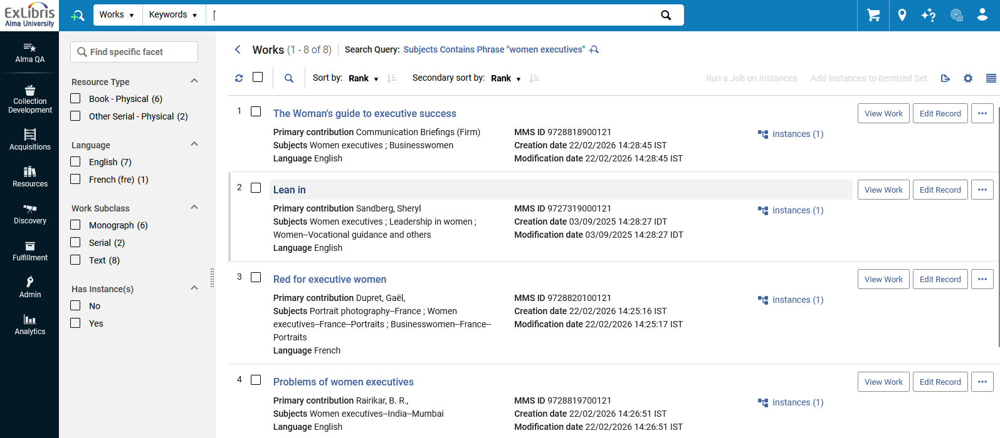 ExLibris
Alma University
Works
Keywords
Alma QA
Collection
Development
Acquisitions
Resources
Discovery
Fulfillment
Admin
Analytics
Find specific facet
Resource Type
Book - Physical (6)
Other Serial - Physical (2)
Language
English (7)
French (fre) (1)
Work Subclass
Monograph (6)
Serial (2)
Text (8)
Has Instance(s)
No
Yes
Works (1 - 8 of 8) Search Query: Subjects Contains Phrase "women executives"
Sort by: Rank Secondary sort by: Rank Run a Job on Instances Add Instances to Itemized Set
1 The Woman's guide to executive success View Work Edit Record
Primary contribution Communication Briefings (Firm) MMS ID 9728818900121 instances (1)
Subjects Women executives ; Businesswomen Creation date 22/02/2026 14:28:45 IST
Language English Modification date 22/02/2026 14:28:45 IST
2 Lean in View Work Edit Record
Primary contribution Sandberg, Sheryl MMS ID 9727319000121 instances (1)
Subjects Women executives ; Leadership in women ; Creation date 03/09/2025 14:28:27 IDT
Women--Vocational guidance and others Modification date 03/09/2025 14:28:27 IDT
Language English
3 Red for executive women View Work Edit Record
Primary contribution Dupret, Gaël, MMS ID 9728820100121 instances (1)
Subjects Portrait photography--France ; Women Creation date 22/02/2026 14:25:16 IST
executives--France--Portraits ; Businesswomen--France-- Modification date 22/02/2026 14:25:17 IST
Portraits
Language French
4 Problems of women executives View Work Edit Record
Primary contribution Rairikar, B. R., MMS ID 9728819700121 instances (1)
Subjects Women executives--India--Mumbai Creation date 22/02/2026 14:26:51 IST
Language English Modification date 22/02/2026 14:26:51 IST